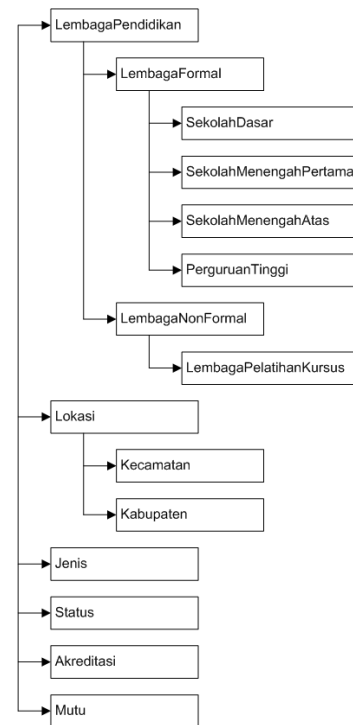 LembagaPendidikan
LembagaFormal
SekolahDasar
SekolahMenengahPertama
SekolahMenengahAtas
PerguruanTinggi
LembagaNonFormal
LembagaPelatihanKursus
Lokasi
Kecamatan
Kabupaten
Jenis
Status
Akreditasi
Mutu